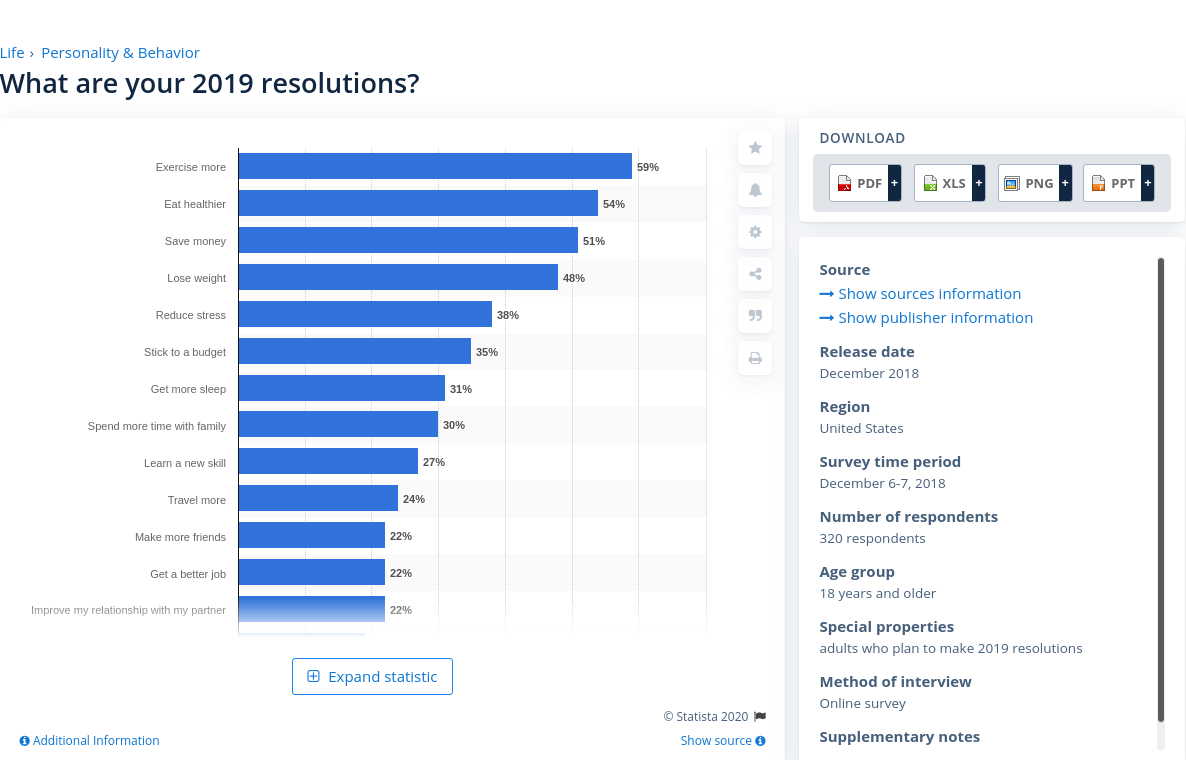 Life › Personality & Behavior
What are your 2019 resolutions?
Exercise more 59%
Eat healthier 54%
Save money 51%
Lose weight 48%
Reduce stress 38%
Stick to a budget 35%
Get more sleep 31%
Spend more time with family 30%
Learn a new skill 27%
Travel more 24%
Make more friends 22%
Get a better job 22%
Improve my relationship with my partner 22%
Expand statistic
© Statista 2020
Additional Information
Show source
DOWNLOAD
PDF + XLS + PNG + PPT +
Source
Show sources information
Show publisher information
Release date
December 2018
Region
United States
Survey time period
December 6-7, 2018
Number of respondents
320 respondents
Age group
18 years and older
Special properties
adults who plan to make 2019 resolutions
Method of interview
Online survey
Supplementary notes